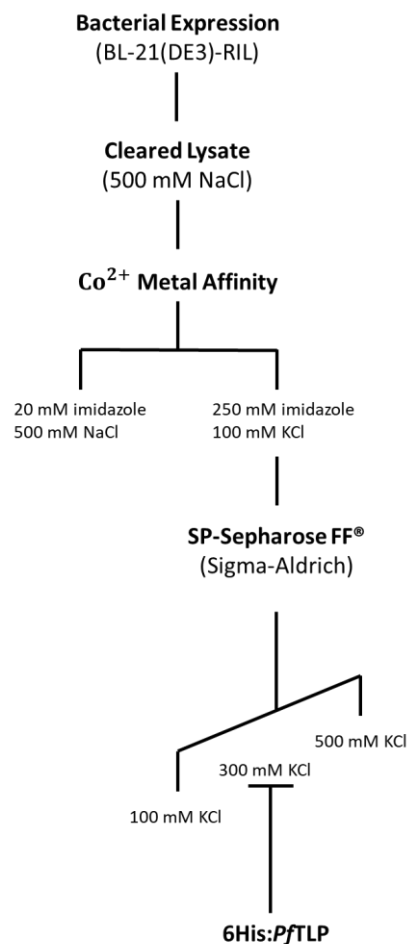 Bacterial Expression
(BL-21(DE3)-RIL)
Cleared Lysate
(500 mM NaCl)
Co²⁺ Metal Affinity
20 mM imidazole
500 mM NaCl
250 mM imidazole
100 mM KCl
SP-Sepharose FF®
(Sigma-Aldrich)
500 mM KCl
300 mM KCl
100 mM KCl
6His:PfTLP